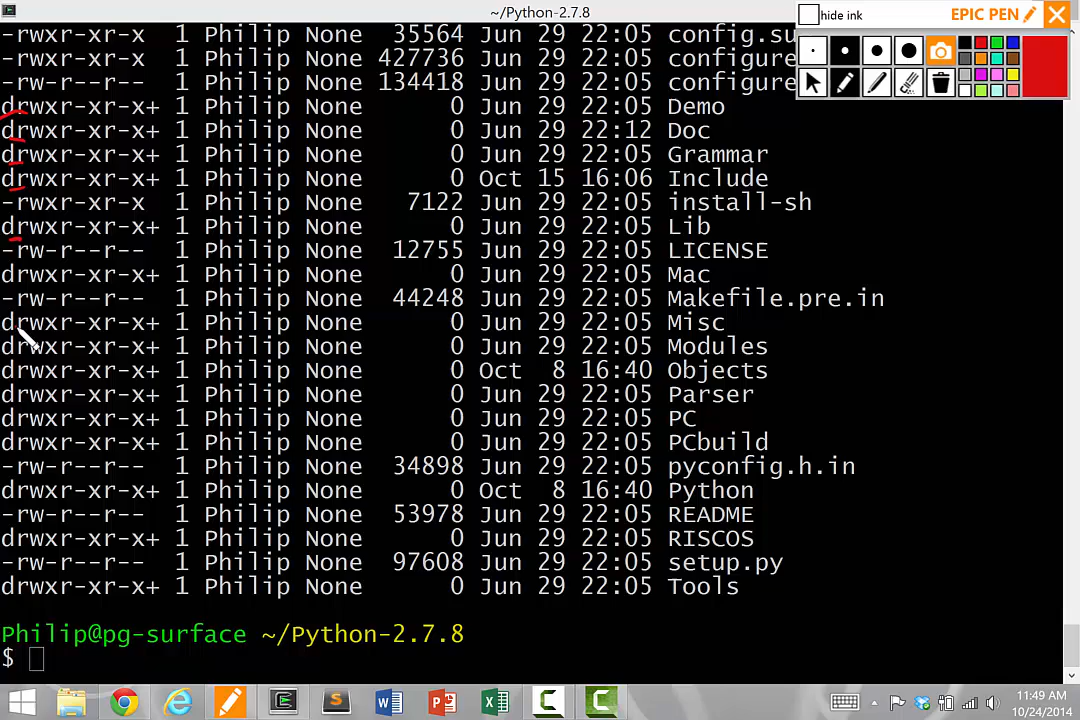 ~/Python-2.7.8
hide ink EPIC PEN
-rwxr-xr-x 1 Philip None 35564 Jun 29 22:05 config.su
-rwxr-xr-x 1 Philip None 427736 Jun 29 22:05 configure
-rw-r--r-- 1 Philip None 134418 Jun 29 22:05 configure
drwxr-xr-x+ 1 Philip None 0 Jun 29 22:05 Demo
drwxr-xr-x+ 1 Philip None 0 Jun 29 22:12 Doc
drwxr-xr-x+ 1 Philip None 0 Jun 29 22:05 Grammar
drwxr-xr-x+ 1 Philip None 0 Oct 15 16:06 Include
-rwxr-xr-x 1 Philip None 7122 Jun 29 22:05 install-sh
drwxr-xr-x+ 1 Philip None 0 Jun 29 22:05 Lib
-rw-r--r-- 1 Philip None 12755 Jun 29 22:05 LICENSE
drwxr-xr-x+ 1 Philip None 0 Jun 29 22:05 Mac
-rw-r--r-- 1 Philip None 44248 Jun 29 22:05 Makefile.pre.in
drwxr-xr-x+ 1 Philip None 0 Jun 29 22:05 Misc
drwxr-xr-x+ 1 Philip None 0 Jun 29 22:05 Modules
drwxr-xr-x+ 1 Philip None 0 Oct 8 16:40 Objects
drwxr-xr-x+ 1 Philip None 0 Jun 29 22:05 Parser
drwxr-xr-x+ 1 Philip None 0 Jun 29 22:05 PC
drwxr-xr-x+ 1 Philip None 0 Jun 29 22:05 PCbuild
-rw-r--r-- 1 Philip None 34898 Jun 29 22:05 pyconfig.h.in
drwxr-xr-x+ 1 Philip None 0 Oct 8 16:40 Python
-rw-r--r-- 1 Philip None 53978 Jun 29 22:05 README
drwxr-xr-x+ 1 Philip None 0 Jun 29 22:05 RISCOS
-rw-r--r-- 1 Philip None 97608 Jun 29 22:05 setup.py
drwxr-xr-x+ 1 Philip None 0 Jun 29 22:05 Tools
Philip@pg-surface ~/Python-2.7.8
$
11:49 AM
10/24/2014